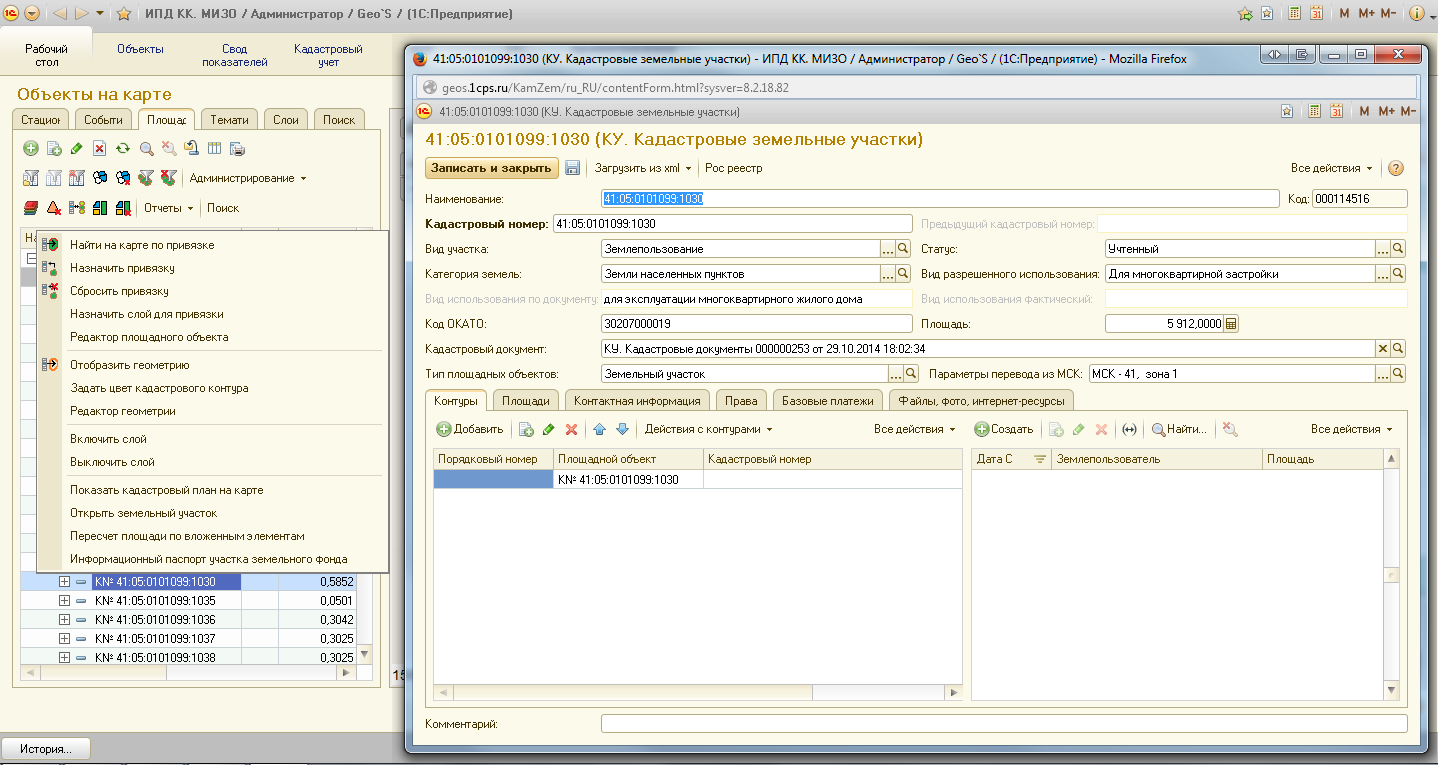 ИПД КК. МИЗО / Администратор / Geo`S / (1С:Предприятие)
M M+ M-
Рабочий стол
Объекты
Свод показателей
Кадастровый учет
Объекты на карте
Стацион Событи Площад Темати Слои Поиск
Администрирование
Отчеты Поиск
Найти на карте по привязке
Назначить привязку
Сбросить привязку
Назначить слой для привязки
Редактор площадного объекта
Отобразить геометрию
Задать цвет кадастрового контура
Редактор геометрии
Включить слой
Выключить слой
Показать кадастровый план на карте
Открыть земельный участок
Пересчет площади по вложенным элементам
Информационный паспорт участка земельного фонда
KN² 41:05:0101099:1030 0,5852
KN² 41:05:0101099:1035 0,0501
KN² 41:05:0101099:1036 0,3042
KN² 41:05:0101099:1037 0,3025
KN² 41:05:0101099:1038 0,3025
История...
41:05:0101099:1030 (КУ. Кадастровые земельные участки) - ИПД КК. МИЗО / Администратор / Geo`S / (1С:Предприятие) - Mozilla Firefox
geos.1cps.ru/KamZem/ru_RU/contentForm.html?sysver=8.2.18.82
41:05:0101099:1030 (КУ. Кадастровые земельные участки)
M M+ M-
41:05:0101099:1030 (КУ. Кадастровые земельные участки)
Записать и закрыть Загрузить из xml Рос реестр Все действия
Наименование: 41:05:0101099:1030 Код: 000114516
Кадастровый номер: 41:05:0101099:1030 Предыдущий кадастровый номер:
Вид участка: Землепользование Статус: Учтенный
Категория земель: Земли населенных пунктов Вид разрешенного использования: Для многоквартирной застройки
Вид использования по документу: для эксплуатации многоквартирного жилого дома Вид использования фактический:
Код ОКАТО: 30207000019 Площадь: 5 912,0000
Кадастровый документ: КУ. Кадастровые документы 000000253 от 29.10.2014 18:02:34
Тип площадных объектов: Земельный участок Параметры перевода из МСК: МСК - 41, зона 1
Контуры Площади Контактная информация Права Базовые платежи Файлы, фото, интернет-ресурсы
Добавить Действия с контурами Все действия Создать Найти... Все действия
Порядковый номер Площадной объект Кадастровый номер Дата С Землепользователь Площадь
KN² 41:05:0101099:1030
Комментарий: